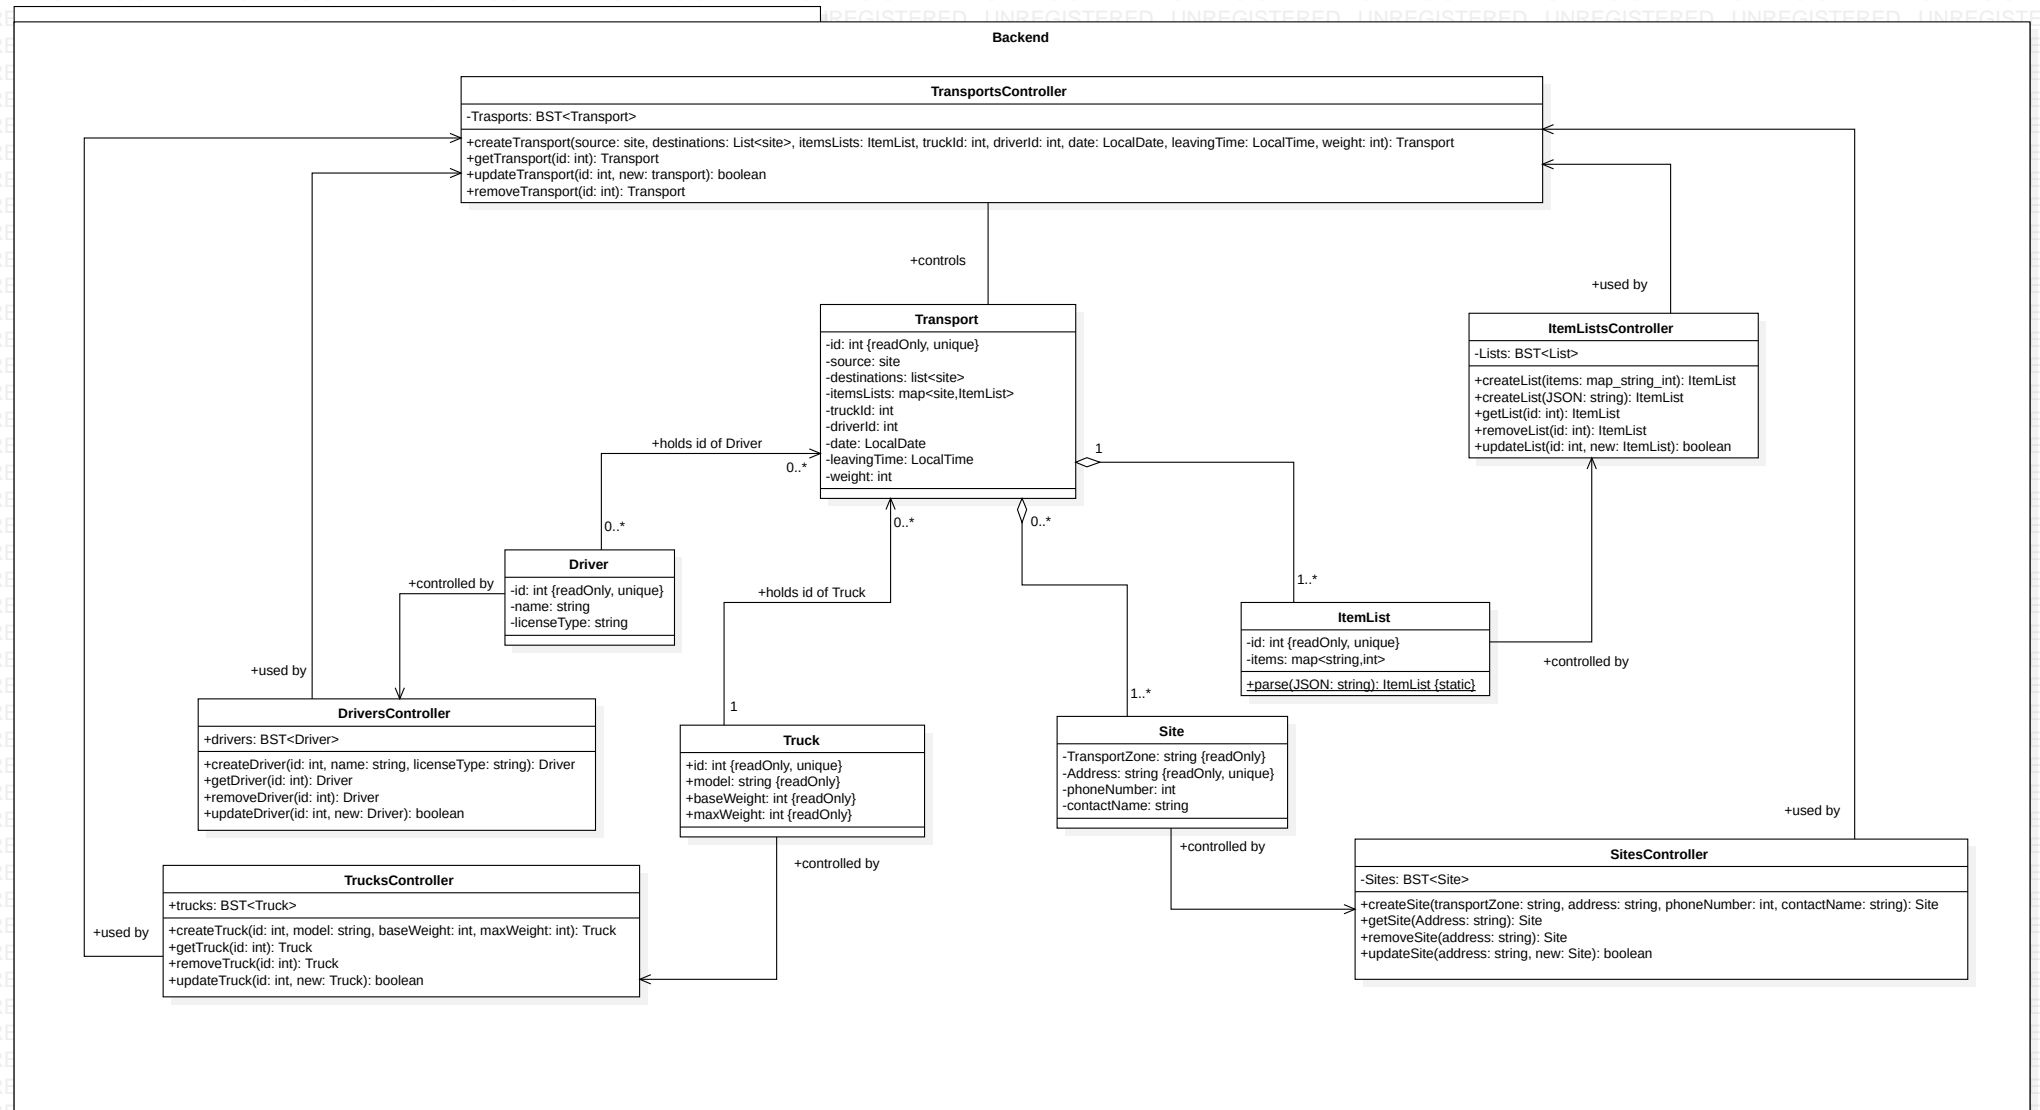 UNREGISTERED UNREGISTERED UNREGISTERED UNREGISTERED UNREGISTERED
Backend
TransportsController
-Trasports: BST<Transport>
+createTransport(source: site, destinations: List<site>, itemsLists: ItemList, truckId: int, driverId: int, date: LocalDate, leavingTime: LocalTime, weight: int): Transport
+getTransport(id: int): Transport
+updateTransport(id: int, new: transport): boolean
+removeTransport(id: int): Transport
+controls
+used by
Transport
-id: int {readOnly, unique}
-source: site
-destinations: list<site>
-itemsLists: map<site,ItemList>
-truckId: int
-driverId: int
-date: LocalDate
-leavingTime: LocalTime
-weight: int
ItemListsController
-Lists: BST<List>
+createList(items: map_string_int): ItemList
+createList(JSON: string): ItemList
+getList(id: int): ItemList
+removeList(id: int): ItemList
+updateList(id: int, new: ItemList): boolean
+holds id of Driver
0..*
1
0..*
0..*
0..*
Driver
-id: int {readOnly, unique}
-name: string
-licenseType: string
+controlled by
+holds id of Truck
1..*
ItemList
-id: int {readOnly, unique}
-items: map<string,int>
+parse(JSON: string): ItemList {static}
+controlled by
+used by
1..*
1
DriversController
+drivers: BST<Driver>
+createDriver(id: int, name: string, licenseType: string): Driver
+getDriver(id: int): Driver
+removeDriver(id: int): Driver
+updateDriver(id: int, new: Driver): boolean
Truck
+id: int {readOnly, unique}
+model: string {readOnly}
+baseWeight: int {readOnly}
+maxWeight: int {readOnly}
Site
-TransportZone: string {readOnly}
-Address: string {readOnly, unique}
-phoneNumber: int
-contactName: string
+used by
+controlled by
+controlled by
TrucksController
+trucks: BST<Truck>
+createTruck(id: int, model: string, baseWeight: int, maxWeight: int): Truck
+getTruck(id: int): Truck
+removeTruck(id: int): Truck
+updateTruck(id: int, new: Truck): boolean
+used by
SitesController
-Sites: BST<Site>
+createSite(transportZone: string, address: string, phoneNumber: int, contactName: string): Site
+getSite(Address: string): Site
+removeSite(address: string): Site
+updateSite(address: string, new: Site): boolean